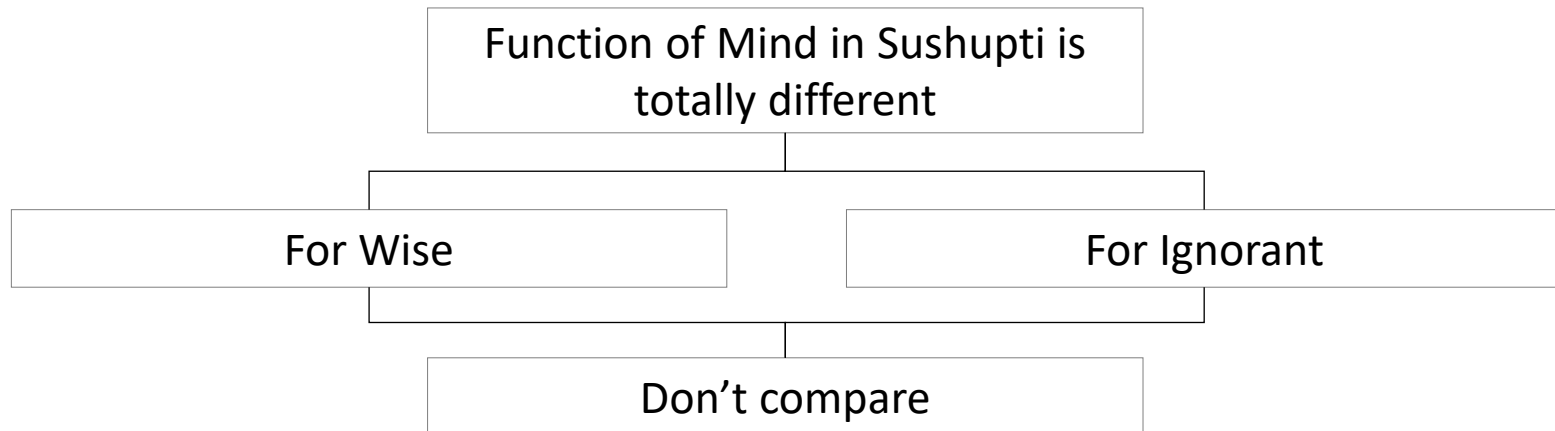 Function of Mind in Sushupti is
totally different
For Wise
For Ignorant
Don’t compare